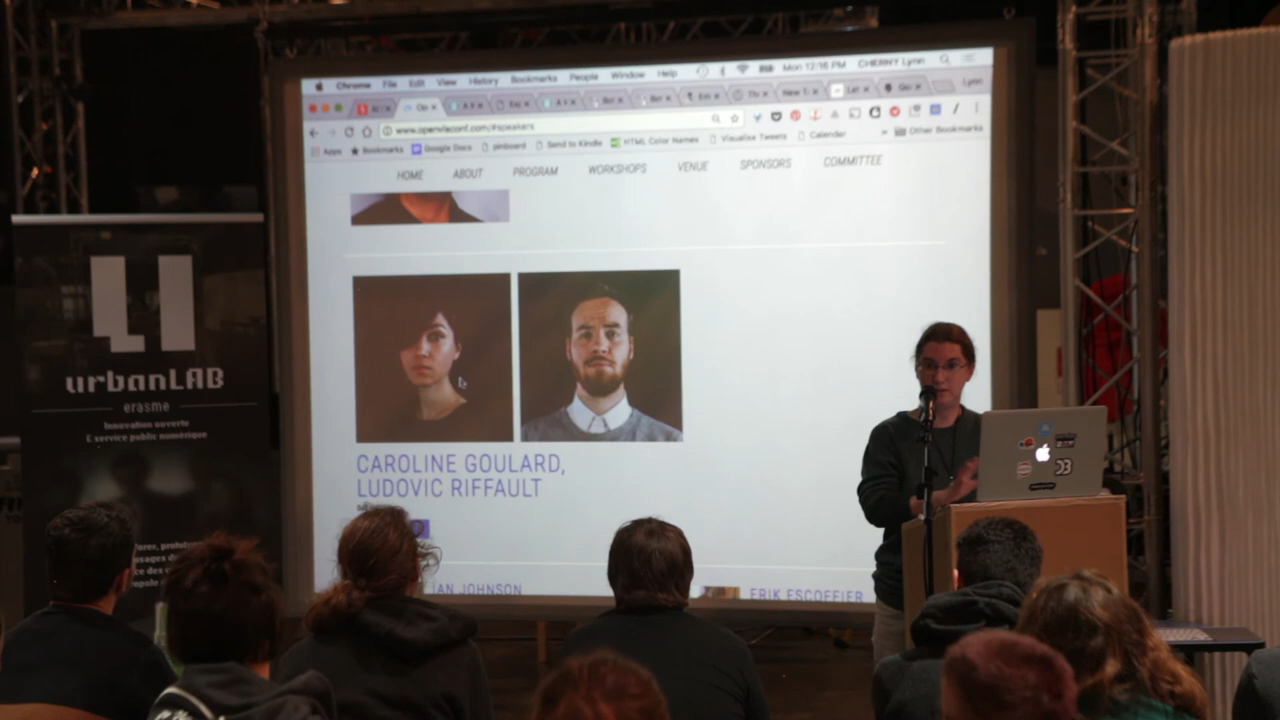 Chrome File Edit View History Bookmarks People Window Help Mon 12:16 PM CHERNY Lynn
Lynn
www.openvisconf.com/#speakers
Apps Bookmarks Google Docs pinboard Send to Kindle HTML Color Names Visualise Tweets Calendar Other Bookmarks
HOME ABOUT PROGRAM WORKSHOPS VENUE SPONSORS COMMITTEE
CAROLINE GOULARD,
LUDOVIC RIFFAULT
IAN JOHNSON
ERIK ESCOFFIER
urbanLAB
erasme
Innovation ouverte
& service public numérique
D3